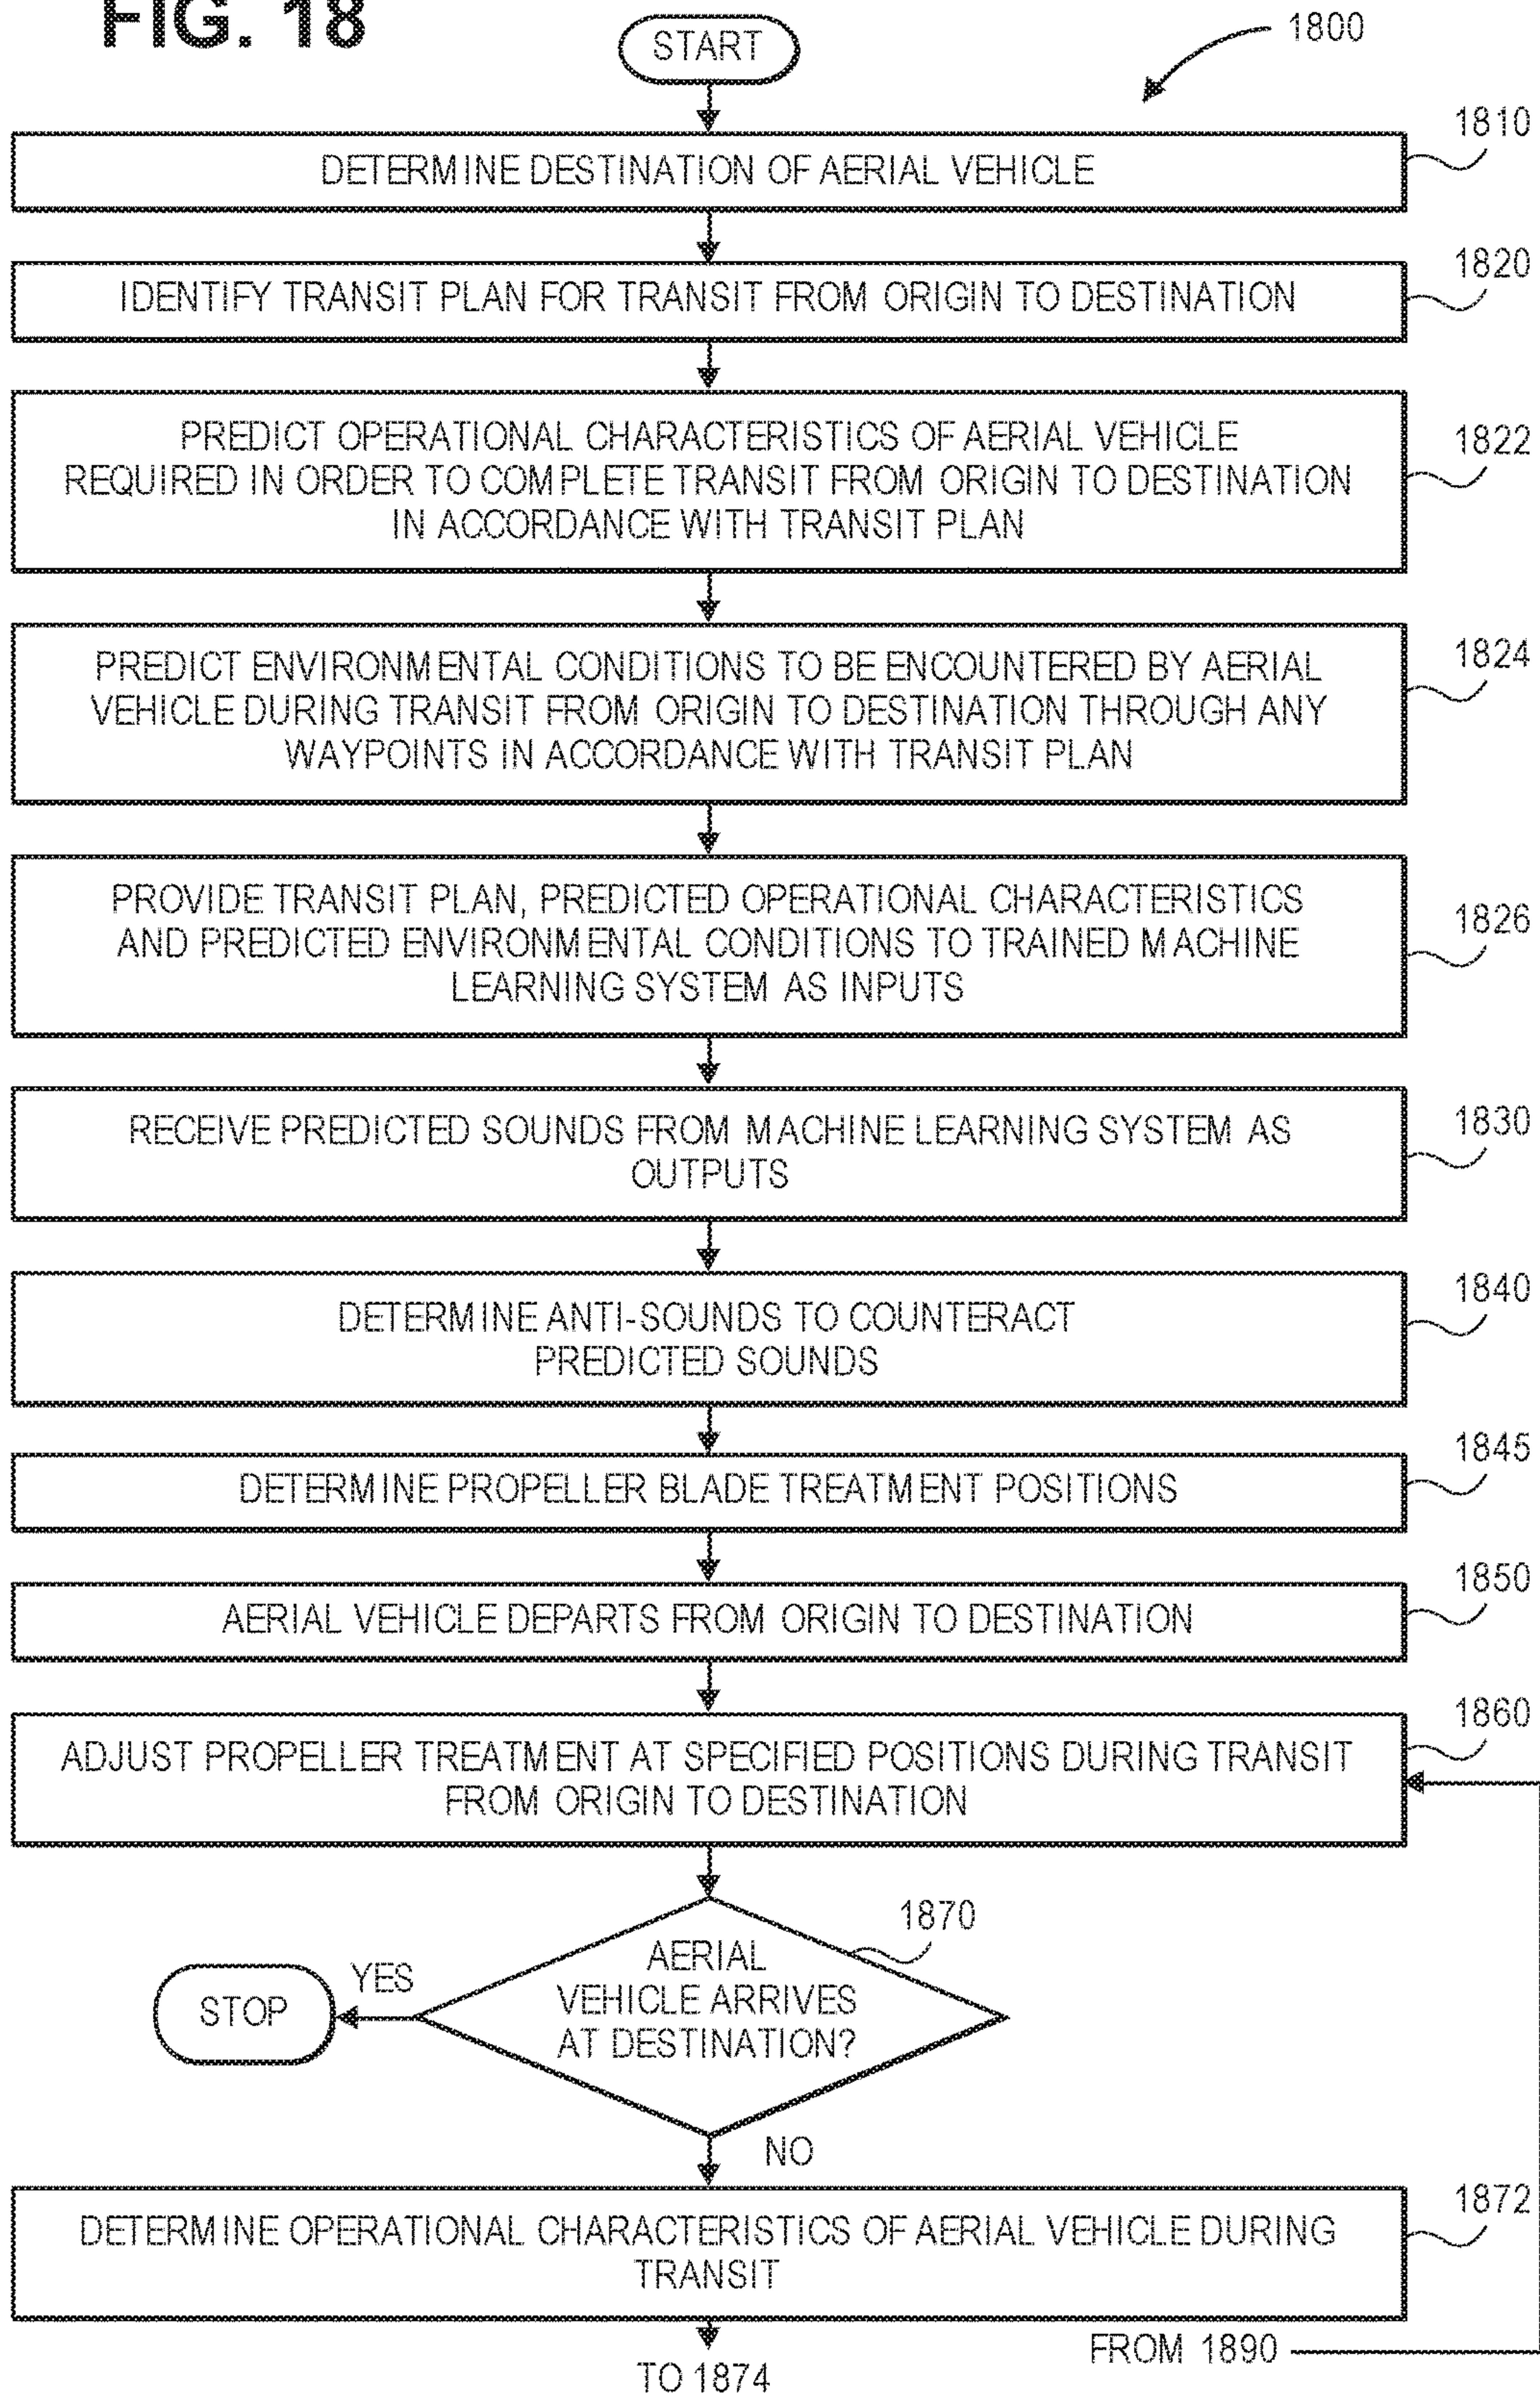 FIG. 18
START
1800
DETERMINE DESTINATION OF AERIAL VEHICLE
1810
IDENTIFY TRANSIT PLAN FOR TRANSIT FROM ORIGIN TO DESTINATION
1820
PREDICT OPERATIONAL CHARACTERISTICS OF AERIAL VEHICLE
REQUIRED IN ORDER TO COMPLETE TRANSIT FROM ORIGIN TO DESTINATION
IN ACCORDANCE WITH TRANSIT PLAN
1822
PREDICT ENVIRONMENTAL CONDITIONS TO BE ENCOUNTERED BY AERIAL
VEHICLE DURING TRANSIT FROM ORIGIN TO DESTINATION THROUGH ANY
WAYPOINTS IN ACCORDANCE WITH TRANSIT PLAN
1824
PROVIDE TRANSIT PLAN, PREDICTED OPERATIONAL CHARACTERISTICS
AND PREDICTED ENVIRONMENTAL CONDITIONS TO TRAINED MACHINE
LEARNING SYSTEM AS INPUTS
1826
RECEIVE PREDICTED SOUNDS FROM MACHINE LEARNING SYSTEM AS
OUTPUTS
1830
DETERMINE ANTI-SOUNDS TO COUNTERACT
PREDICTED SOUNDS
1840
DETERMINE PROPELLER BLADE TREATMENT POSITIONS
1845
AERIAL VEHICLE DEPARTS FROM ORIGIN TO DESTINATION
1850
ADJUST PROPELLER TREATMENT AT SPECIFIED POSITIONS DURING TRANSIT
FROM ORIGIN TO DESTINATION
1860
AERIAL
VEHICLE ARRIVES
AT DESTINATION?
1870
YES
STOP
NO
DETERMINE OPERATIONAL CHARACTERISTICS OF AERIAL VEHICLE DURING
TRANSIT
1872
FROM 1890
TO 1874